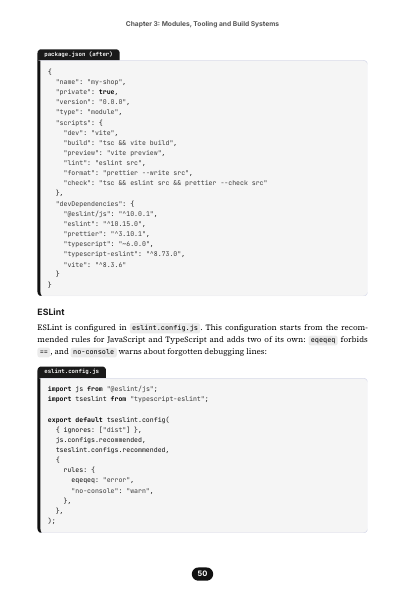 Chapter 3: Modules, Tooling and Build Systems
package.json (after)
{
  "name": "my-shop",
  "private": true,
  "version": "0.0.0",
  "type": "module",
  "scripts": {
    "dev": "vite",
    "build": "tsc && vite build",
    "preview": "vite preview",
    "lint": "eslint src",
    "format": "prettier --write src",
    "check": "tsc && eslint src && prettier --check src"
  },
  "devDependencies": {
    "@eslint/js": "^10.0.1",
    "eslint": "^10.15.0",
    "prettier": "^3.10.1",
    "typescript": "~6.0.0",
    "typescript-eslint": "^8.73.0",
    "vite": "^8.3.6"
  }
}
ESLint
ESLint is configured in eslint.config.js. This configuration starts from the recom-
mended rules for JavaScript and TypeScript and adds two of its own: eqeqeq forbids
==, and no-console warns about forgotten debugging lines:
eslint.config.js
import js from "@eslint/js";
import tseslint from "typescript-eslint";
export default tseslint.config(
  { ignores: ["dist"] },
  js.configs.recommended,
  tseslint.configs.recommended,
  {
    rules: {
      eqeqeq: "error",
      "no-console": "warn",
    },
  },
);
50